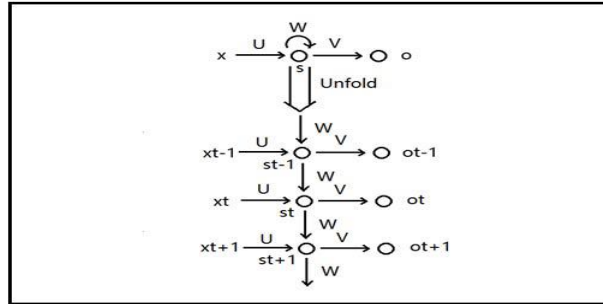 W
x U V o
s
Unfold
W
xt-1 U V ot-1
st-1
W
xt U V ot
st
W
xt+1 U V ot+1
st+1
W